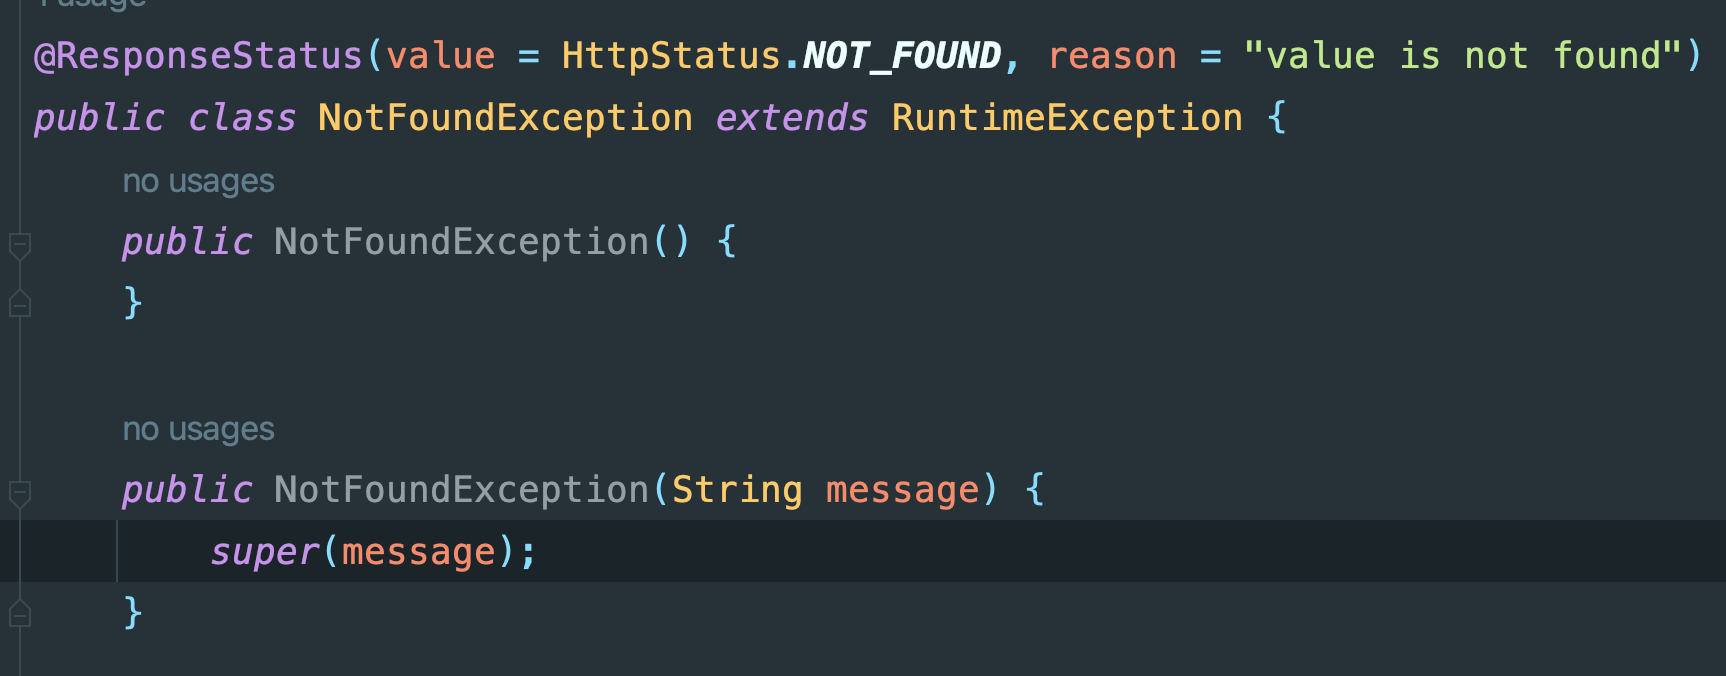 usage
@ResponseStatus(value = HttpStatus.NOT_FOUND, reason = "value is not found")
public class NotFoundException extends RuntimeException {
no usages
public NotFoundException() {
}
no usages
public NotFoundException(String message) {
super(message);
}